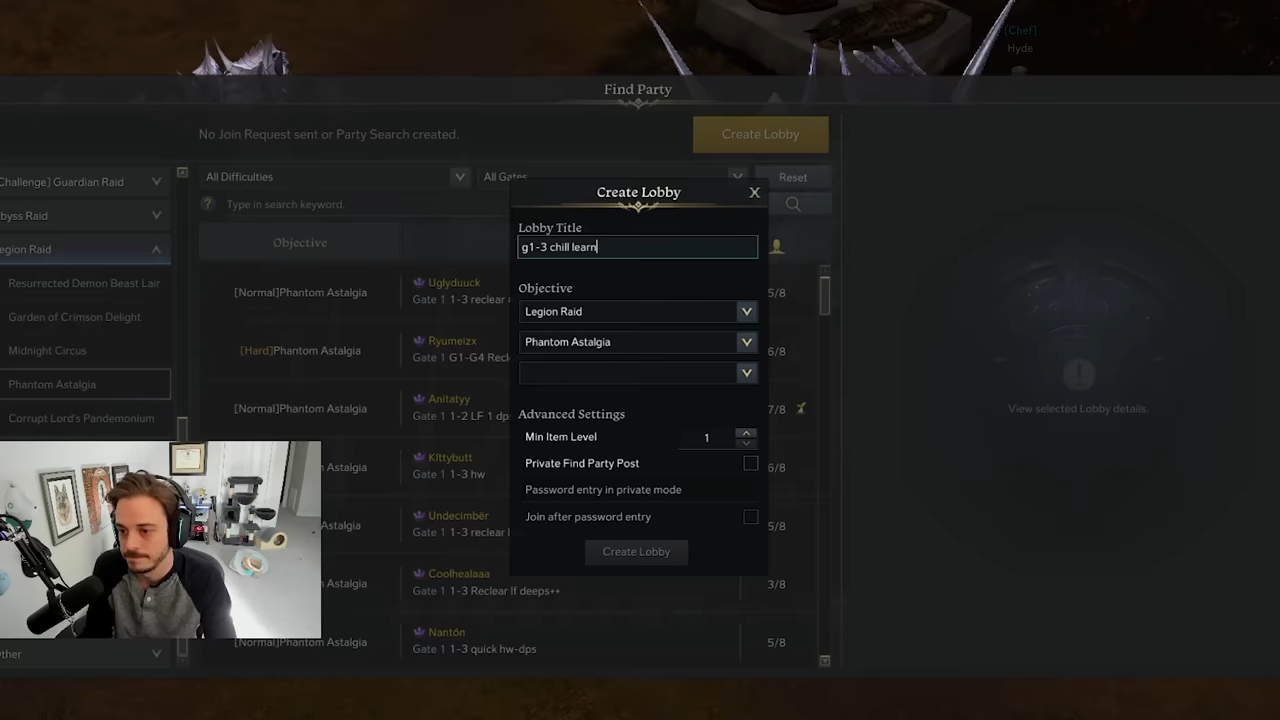 [Chef]
Hyde
Find Party
No Join Request sent or Party Search created.
Create Lobby
Challenge] Guardian Raid
All Difficulties
All Gates
Reset
byss Raid
Type in search keyword.
egion Raid
Objective
Resurrected Demon Beast Lair
Garden of Crimson Delight
Midnight Circus
Phantom Astalgia
Corrupt Lord's Pandemonium
ther
[Normal]Phantom Astalgia
Uglyduuck
Gate 1 1-3 reclear
5/8
[Hard]Phantom Astalgia
Ryumeizx
Gate 1 G1-G4 Recl
6/8
[Normal]Phantom Astalgia
Anitatyy
Gate 1 1-2 LF 1 dp
7/8
Astalgia
Kîttybutt
Gate 1 1-3 hw
6/8
Astalgia
Undecimbër
Gate 1 1-3 reclear l
5/8
m Astalgia
Coolhealaaa
Gate 1 1-3 Reclear lf deeps++
3/8
[Normal]Phantom Astalgia
Nantôn
Gate 1 1-3 quick hw-dps
5/8
Create Lobby
X
Lobby Title
g1-3 chill learn
Objective
Legion Raid
Phantom Astalgia
Advanced Settings
Min Item Level
1
Private Find Party Post
Password entry in private mode
Join after password entry
Create Lobby
View selected Lobby details.